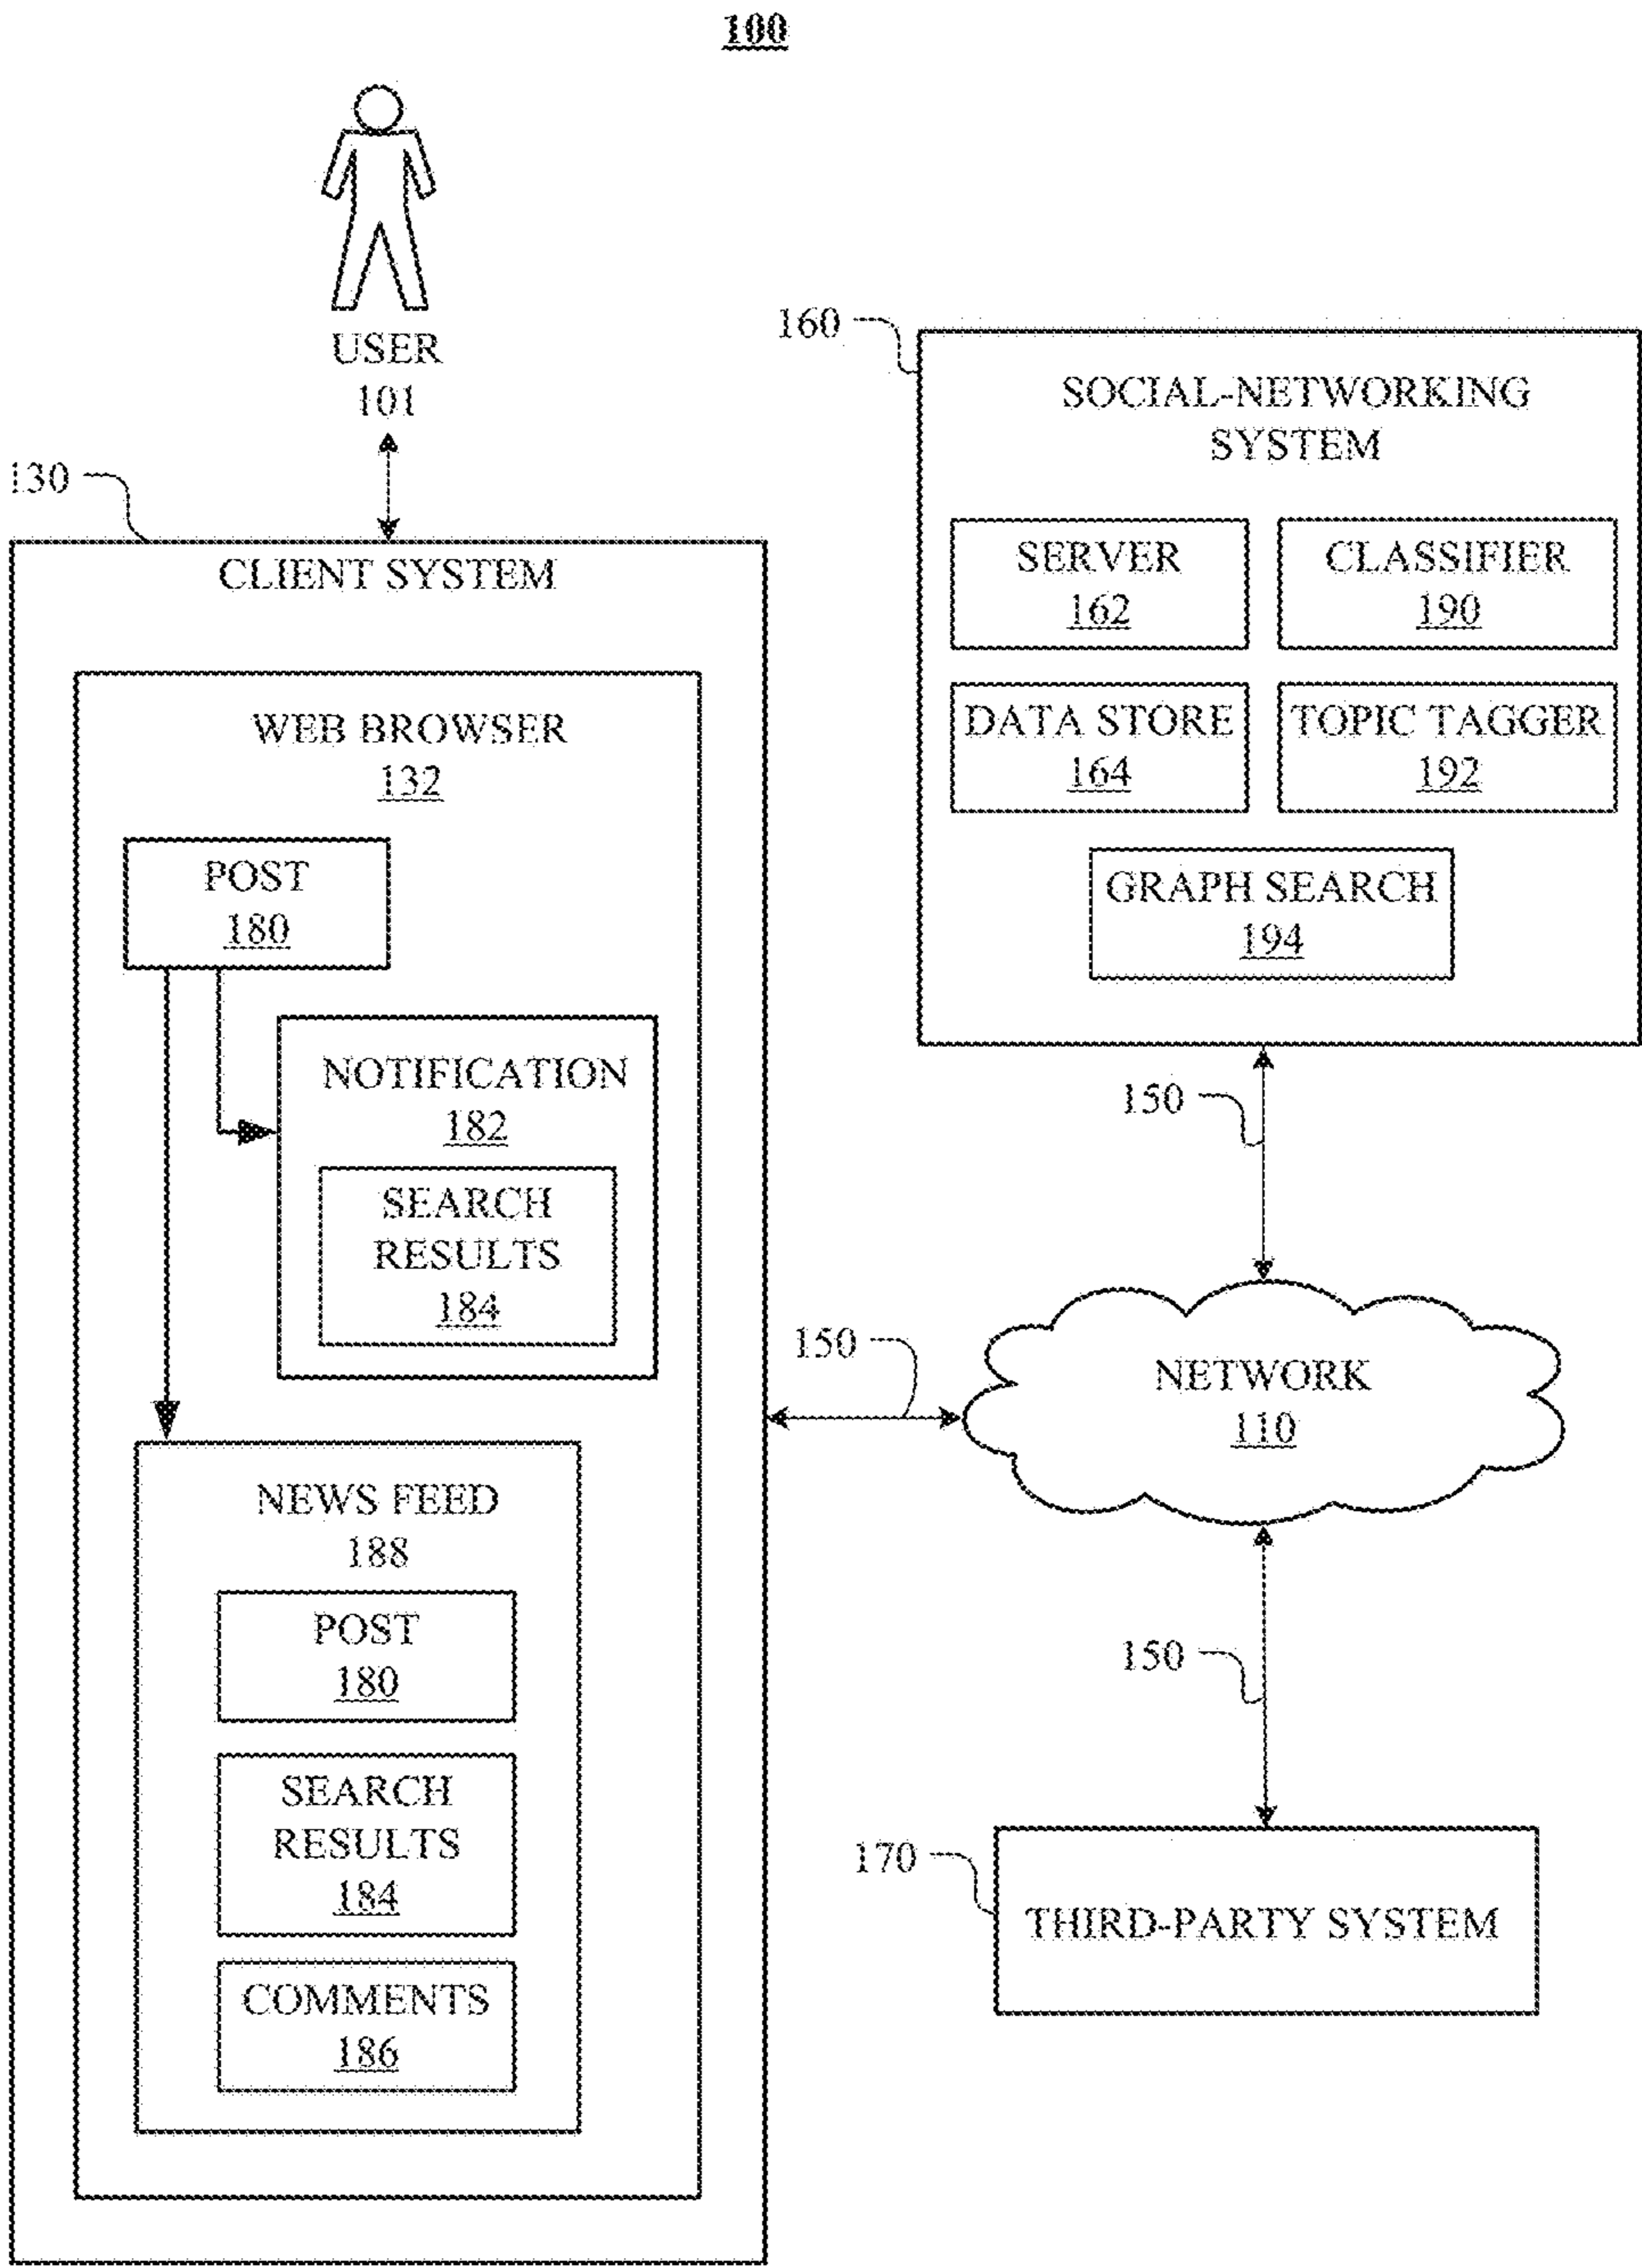 100
USER
101
130
CLIENT SYSTEM
WEB BROWSER
132
POST
180
NOTIFICATION
182
SEARCH
RESULTS
184
NEWS FEED
188
POST
180
SEARCH
RESULTS
184
COMMENTS
186
160
SOCIAL-NETWORKING
SYSTEM
SERVER
162
CLASSIFIER
190
DATA STORE
164
TOPIC TAGGER
192
GRAPH SEARCH
194
150
150
NETWORK
110
150
170
THIRD-PARTY SYSTEM